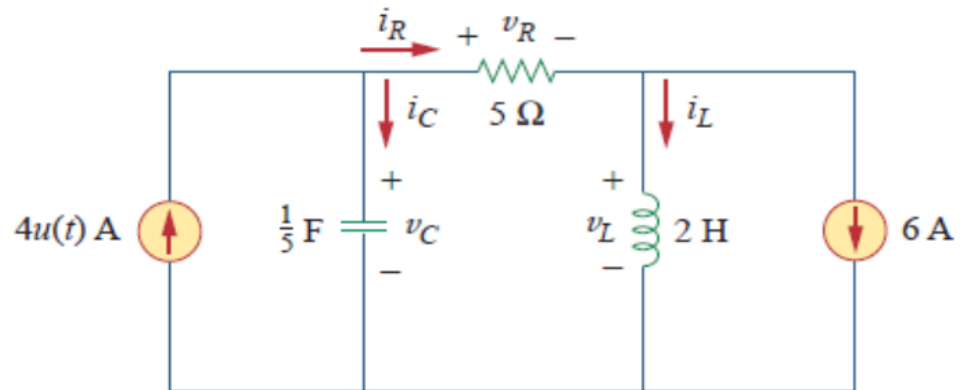 i_R
+ v_R −
i_C
5 Ω
i_L
+
+
4u(t) A
1/5 F
v_C
v_L
2 H
6 A
−
−